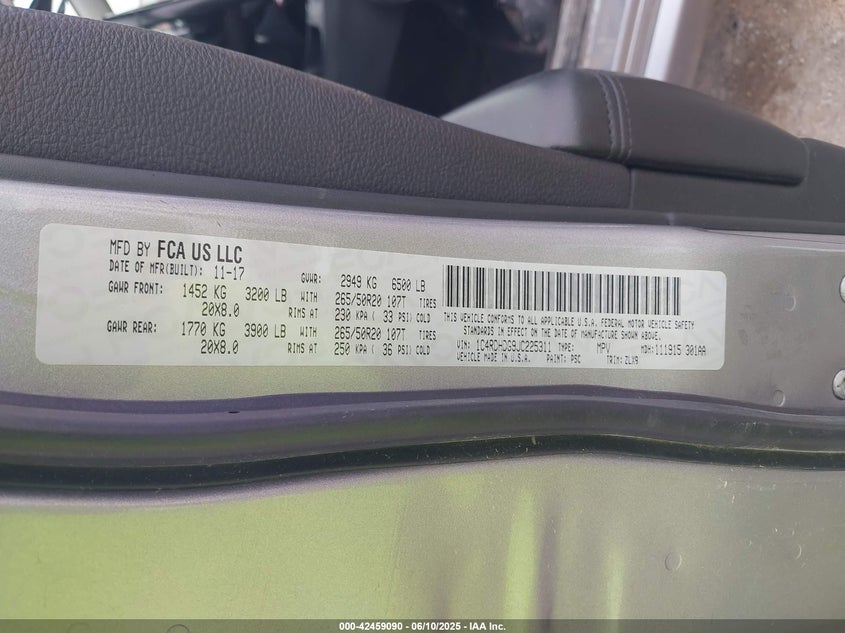 MFD BY FCA US LLC
DATE OF MFR(BUILT): 11-17 GVWR: 2949 KG 6500 LB
GAWR FRONT: 1452 KG 3200 LB WITH 265/50R20 107T TIRES
20X8.0 RIMS AT 230 KPA ( 33 PSI) COLD
GAWR REAR: 1770 KG 3900 LB WITH 265/50R20 107T TIRES
20X8.0 RIMS AT 250 KPA ( 36 PSI) COLD
THIS VEHICLE CONFORMS TO ALL APPLICABLE U.S.A. FEDERAL MOTOR VEHICLE SAFETY
STANDARDS IN EFFECT ON THE DATE OF MANUFACTURE SHOWN ABOVE.
VIN: 1C4RDHDG9JC225311 TYPE: MPV MDH: 111915 301AA
VEHICLE MADE IN U.S.A. PAINT: PSC TRIM: ZLX9
000-42459090 - 06/10/2025 - IAA Inc.